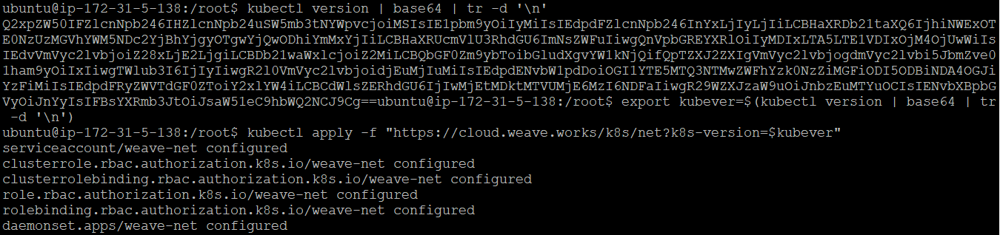 ubuntu@ip-172-31-5-138:/root$ kubectl version | base64 | tr -d '\n'
Q2xpZW50IFZlcnNpb246IHZlcnNpb24uSW5mb3tNYWpvcjoiMSIsIE1pbm9yOiIyMiIsIEdpdFZlcnNpb246InYxLjIyLjIiLCBHaXRDb21taXQ6IjhiNWExOT
E0NzUzMGVhYWM5NDc2YjBhYjgyOTgwYjQwODhiYmMxYjIiLCBHaXRUcmVlU3RhdGU6ImNsZWFuIiwgQnVpbGREYXRlOiIyMDIxLTA5LTE1VDIxOjM4OjUwWiIs
IEdvVmVyc2lvbjoiZ28xLjE2LjgiLCBDb21waWxlcjoiZ2MiLCBQbGF0Zm9ybToibGludXgvYW1kNjQifQpTZXJ2ZXIgVmVyc2lvbjogdmVyc2lvbi5JbmZve0
1ham9yOiIxIiwgTWlub3I6IjIyIiwgR2l0VmVyc2lvbjoidjEuMjIuMiIsIEdpdENvbW1pdDoiOGI1YTE5MTQ3NTMwZWFhYzk0NzZiMGFiODI5ODBiNDA4OGJi
YzFiMiIsIEdpdFRyZWVTdGF0ZToiY2xlYW4iLCBCdWlsZERhdGU6IjIwMjEtMDktMTVUMjE6MzI6NDFaIiwgR29WZXJzaW9uOiJnbzEuMTYuOCIsIENvbXBpbG
VyOiJnYyIsIFBsYXRmb3JtOiJsaW51eC9hbWQ2NCJ9Cg==ubuntu@ip-172-31-5-138:/root$ export kubever=$(kubectl version | base64 | tr
-d '\n')
ubuntu@ip-172-31-5-138:/root$ kubectl apply -f "https://cloud.weave.works/k8s/net?k8s-version=$kubever"
serviceaccount/weave-net configured
clusterrole.rbac.authorization.k8s.io/weave-net configured
clusterrolebinding.rbac.authorization.k8s.io/weave-net configured
role.rbac.authorization.k8s.io/weave-net configured
rolebinding.rbac.authorization.k8s.io/weave-net configured
daemonset.apps/weave-net configured